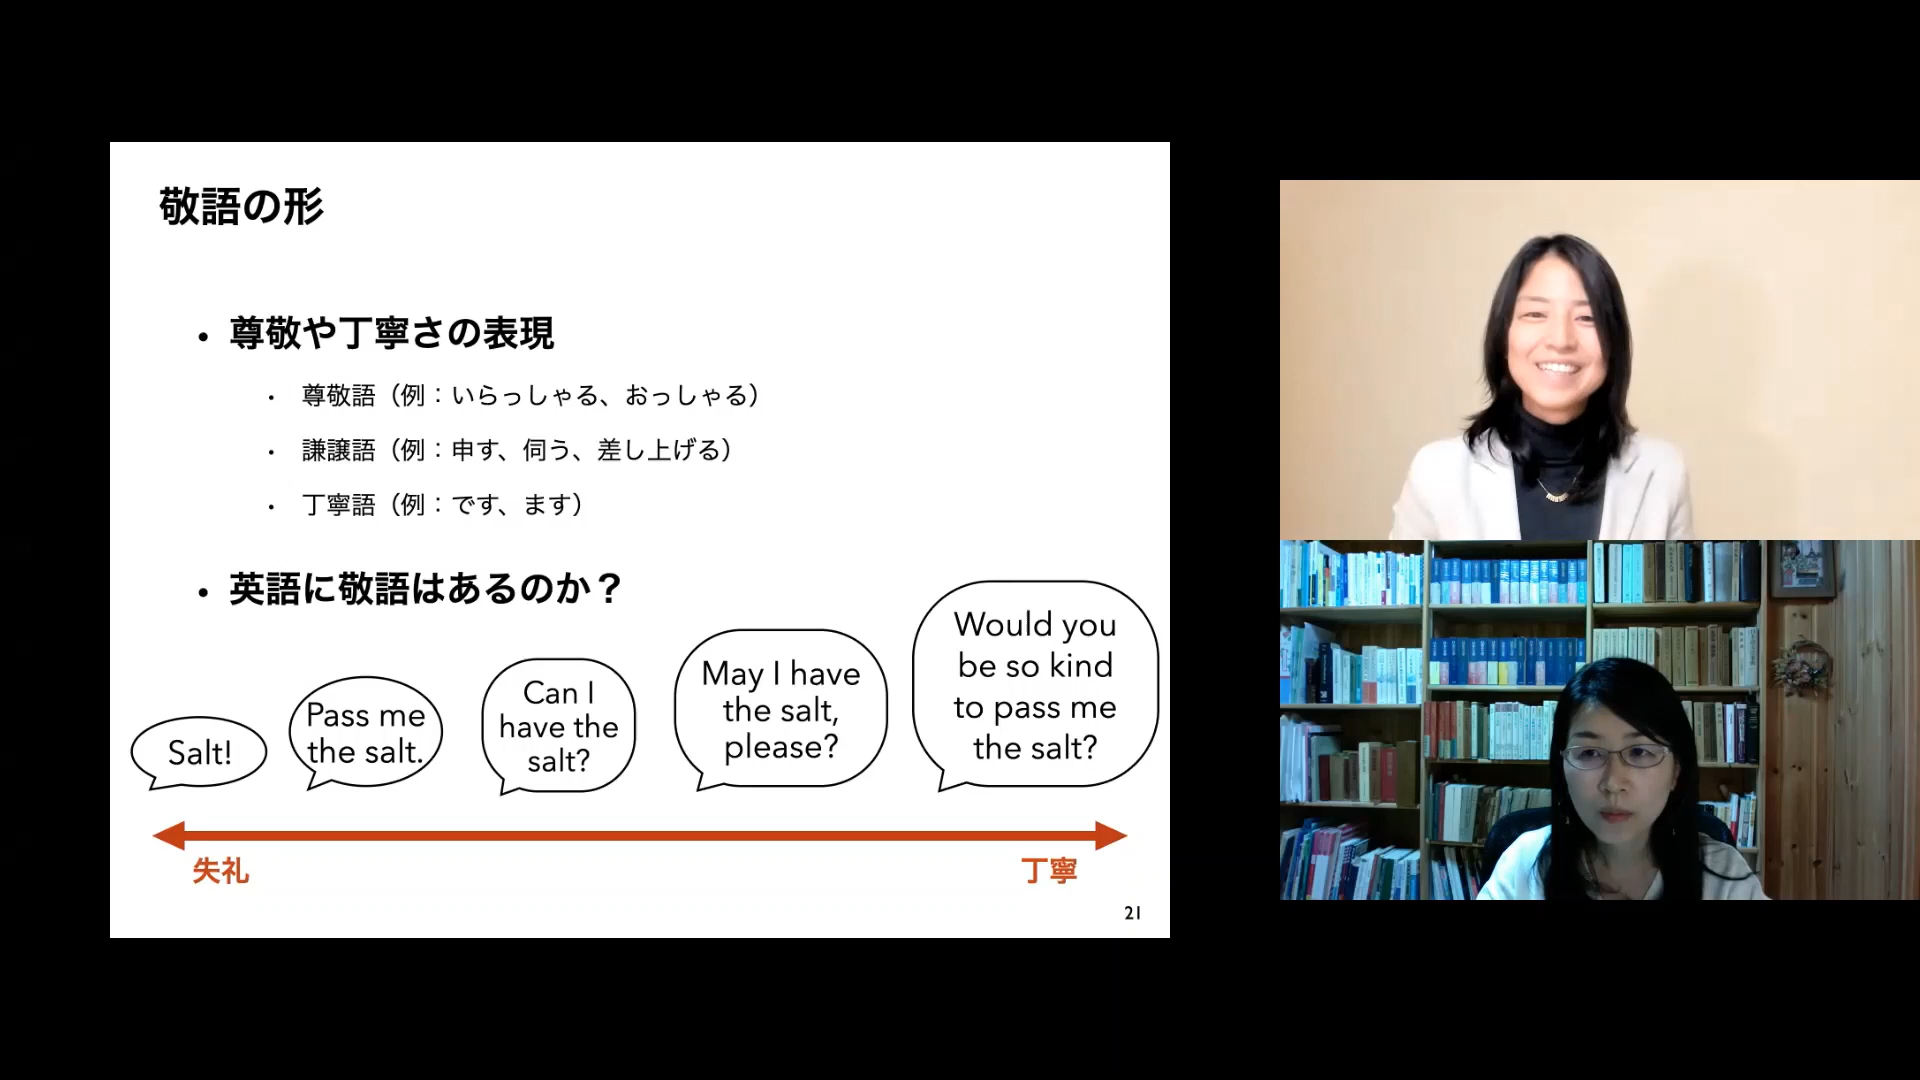 敬語の形
• 尊敬や丁寧さの表現
• 尊敬語（例：いらっしゃる、おっしゃる）
• 謙譲語（例：申す、伺う、差し上げる）
• 丁寧語（例：です、ます）
• 英語に敬語はあるのか？
Salt!
Pass me
the salt.
Can I
have the
salt?
May I have
the salt,
please?
Would you
be so kind
to pass me
the salt?
失礼
丁寧
21